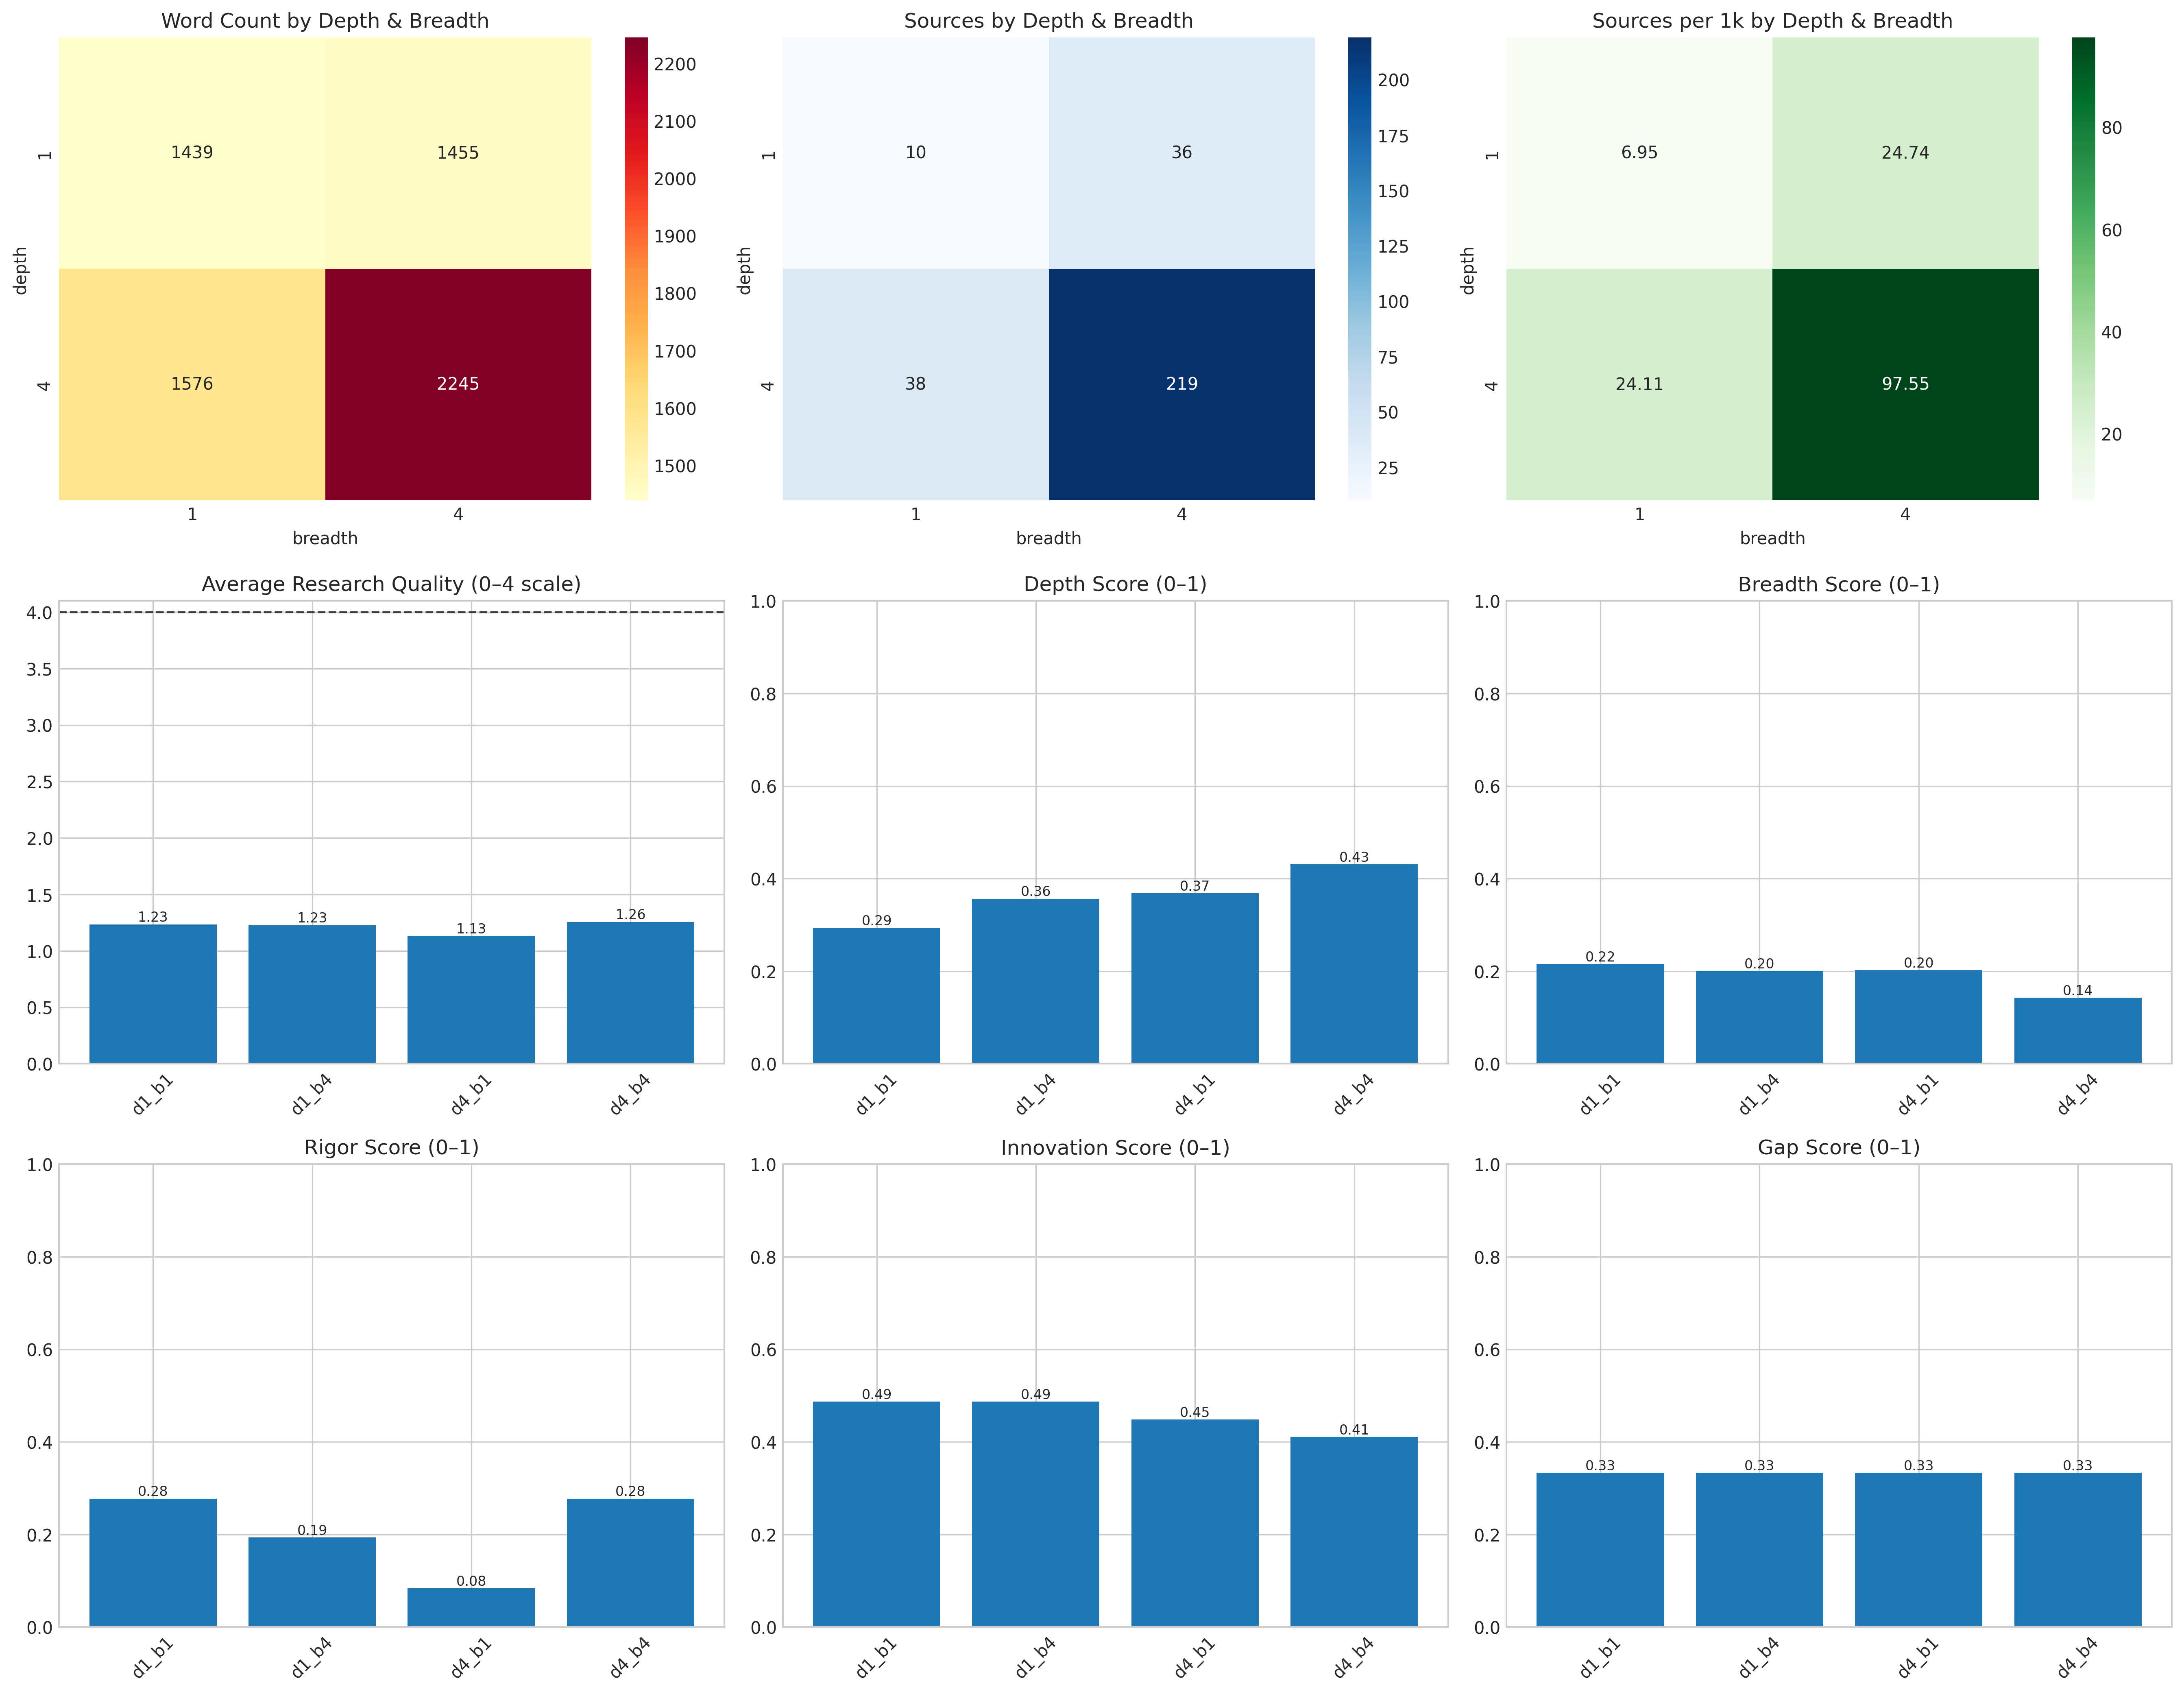 Word Count by Depth & Breadth
1439 1455
1576 2245
depth
1
4
1 4
breadth
2200
2100
2000
1900
1800
1700
1600
1500
Sources by Depth & Breadth
10 36
38 219
depth
1
4
1 4
breadth
200
175
150
125
100
75
50
25
Sources per 1k by Depth & Breadth
6.95 24.74
24.11 97.55
depth
1
4
1 4
breadth
80
60
40
20
Average Research Quality (0–4 scale)
4.0
3.5
3.0
2.5
2.0
1.5
1.0
0.5
0.0
1.23 1.23 1.13 1.26
d1_b1 d1_b4 d4_b1 d4_b4
Depth Score (0–1)
1.0
0.8
0.6
0.4
0.2
0.0
0.29 0.36 0.37 0.43
d1_b1 d1_b4 d4_b1 d4_b4
Breadth Score (0–1)
1.0
0.8
0.6
0.4
0.2
0.0
0.22 0.20 0.20 0.14
d1_b1 d1_b4 d4_b1 d4_b4
Rigor Score (0–1)
1.0
0.8
0.6
0.4
0.2
0.0
0.28 0.19 0.08 0.28
d1_b1 d1_b4 d4_b1 d4_b4
Innovation Score (0–1)
1.0
0.8
0.6
0.4
0.2
0.0
0.49 0.49 0.45 0.41
d1_b1 d1_b4 d4_b1 d4_b4
Gap Score (0–1)
1.0
0.8
0.6
0.4
0.2
0.0
0.33 0.33 0.33 0.33
d1_b1 d1_b4 d4_b1 d4_b4